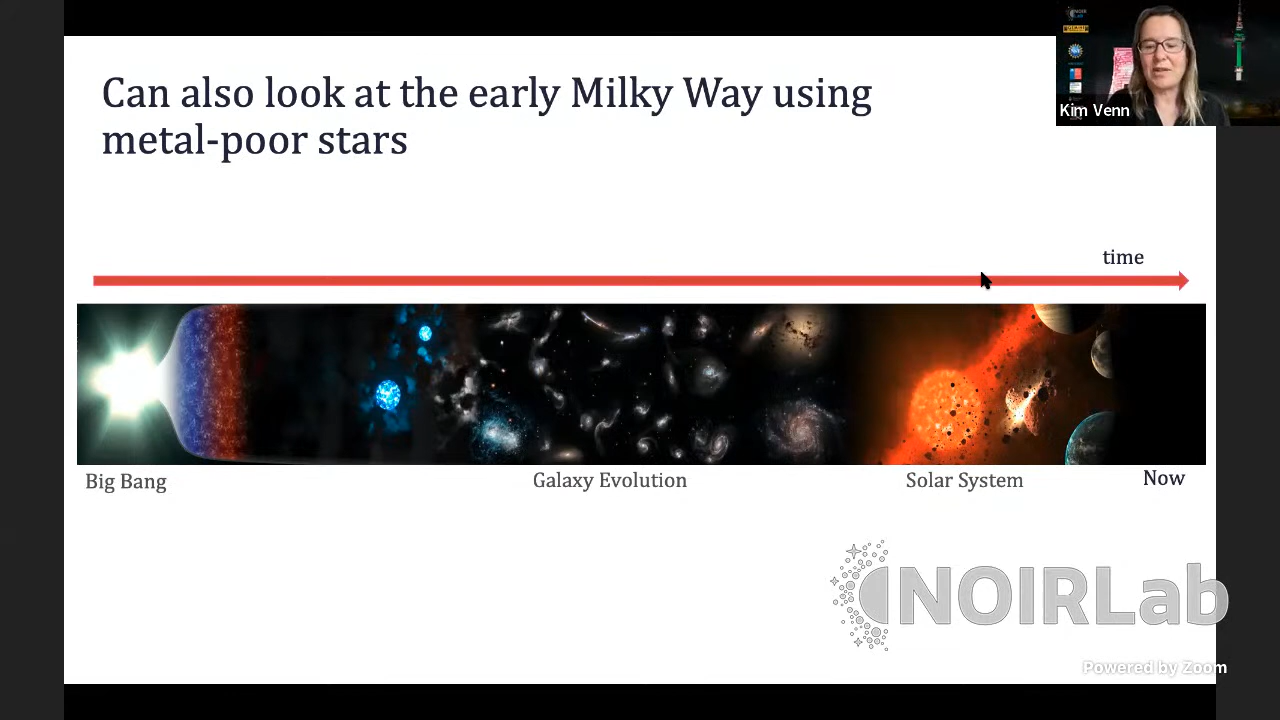 Can also look at the early Milky Way using
metal-poor stars
Kim Venn
time
Big Bang
Galaxy Evolution
Solar System
Now
NOIRLab
Powered by Zoom